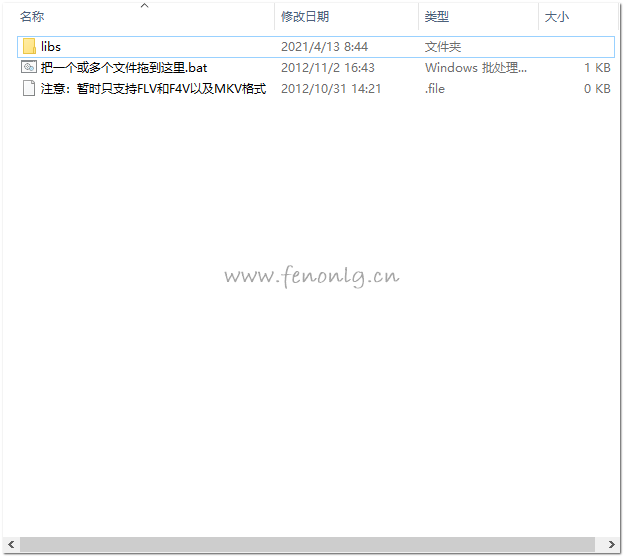 名称 修改日期 类型 大小
libs 2021/4/13 8:44 文件夹
把一个或多个文件拖到这里.bat 2012/11/2 16:43 Windows 批处理... 1 KB
注意：暂时只支持FLV和F4V以及MKV格式 2012/10/31 14:21 .file 0 KB
www.fenonlg.cn